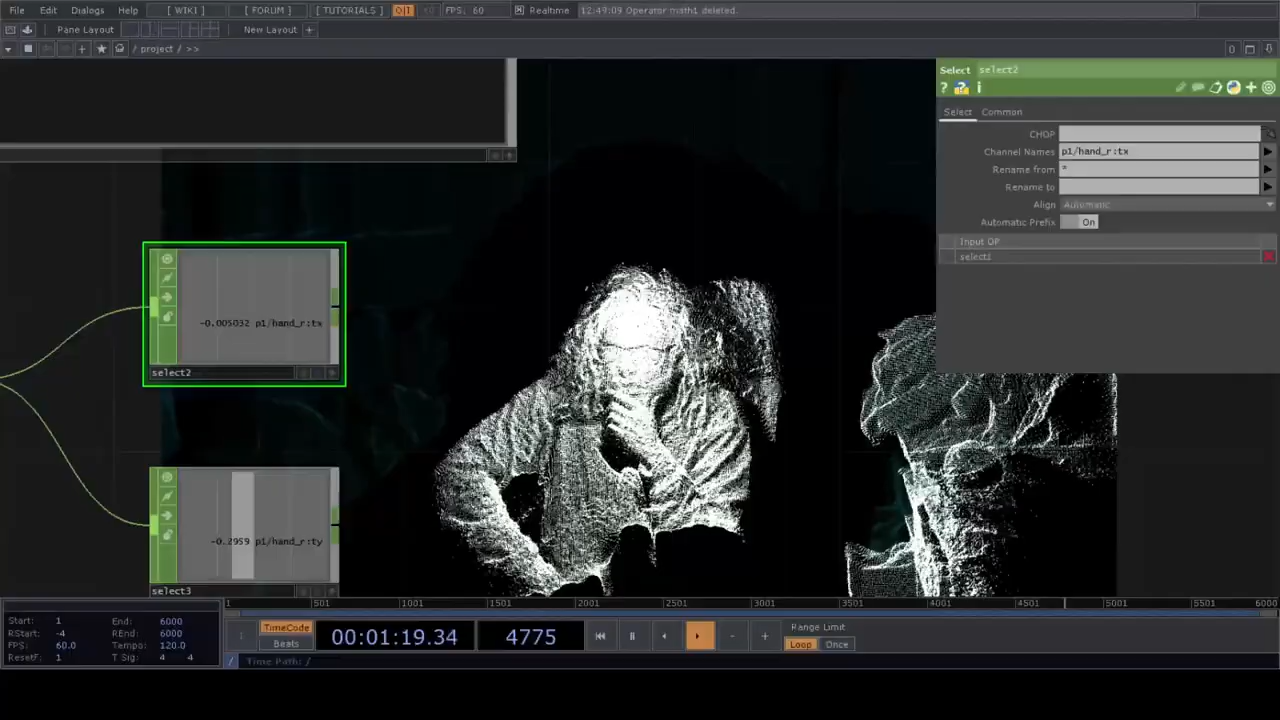 File Edit Dialogs Help [ WIKI ] [ FORUM ] [ TUTORIALS ] O|I FPS: 60 Realtime 12:49:09 Operator math1 deleted.
Pane Layout New Layout +
/ project / >>
Select select2
? ? i
Select Common
CHOP
Channel Names p1/hand_r:tx
Rename from *
Rename to
Align Automatic
Automatic Prefix On
Input OP
select1
-0.005032 p1/hand_r:tx
select2
-0.2959 p1/hand_r:ty
select3
1 501 1001 1501 2001 2501 3001 3501 4001 4501 5001 5501 6000
Start: 1 End: 6000
RStart: -4 REnd: 6000
FPS: 60.0 Tempo: 120.0
ResetF: 1 T Sig: 4 4
TimeCode
Beats
00:01:19.34 4775
Range Limit
Loop Once
/ Time Path: /